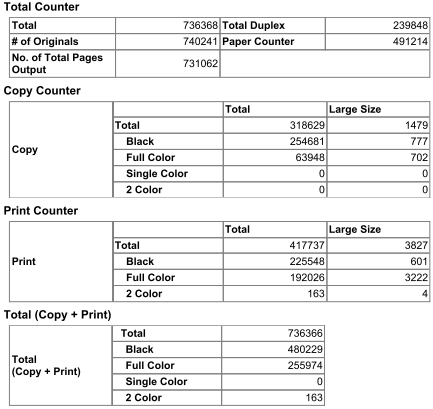 Total Counter
Total 736368 Total Duplex 239848
# of Originals 740241 Paper Counter 491214
No. of Total Pages Output 731062
Copy Counter
Total Large Size
Copy
Total 318629 1479
Black 254681 777
Full Color 63948 702
Single Color 0 0
2 Color 0 0
Print Counter
Total Large Size
Print
Total 417737 3827
Black 225548 601
Full Color 192026 3222
2 Color 163 4
Total (Copy + Print)
Total (Copy + Print)
Total 736366
Black 480229
Full Color 255974
Single Color 0
2 Color 163